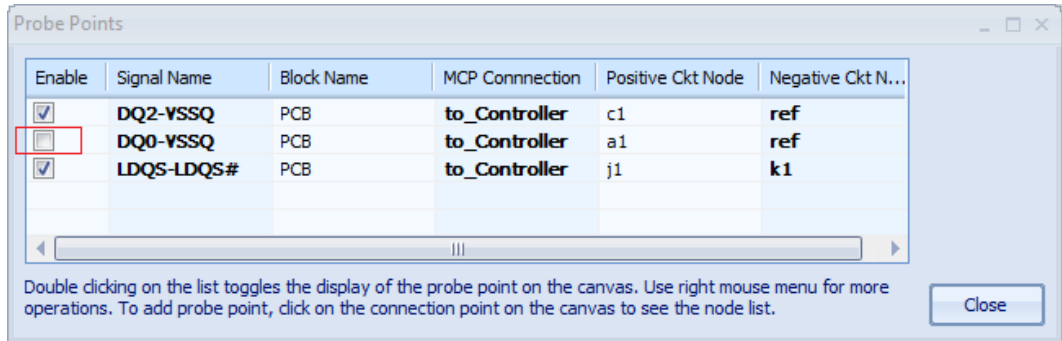 Probe Points
Enable Signal Name Block Name MCP Connnection Positive Ckt Node Negative Ckt N...
DQ2-VSSQ PCB to_Controller c1 ref
DQ0-VSSQ PCB to_Controller a1 ref
LDQS-LDQS# PCB to_Controller j1 k1
Double clicking on the list toggles the display of the probe point on the canvas. Use right mouse menu for more
operations. To add probe point, click on the connection point on the canvas to see the node list.
Close